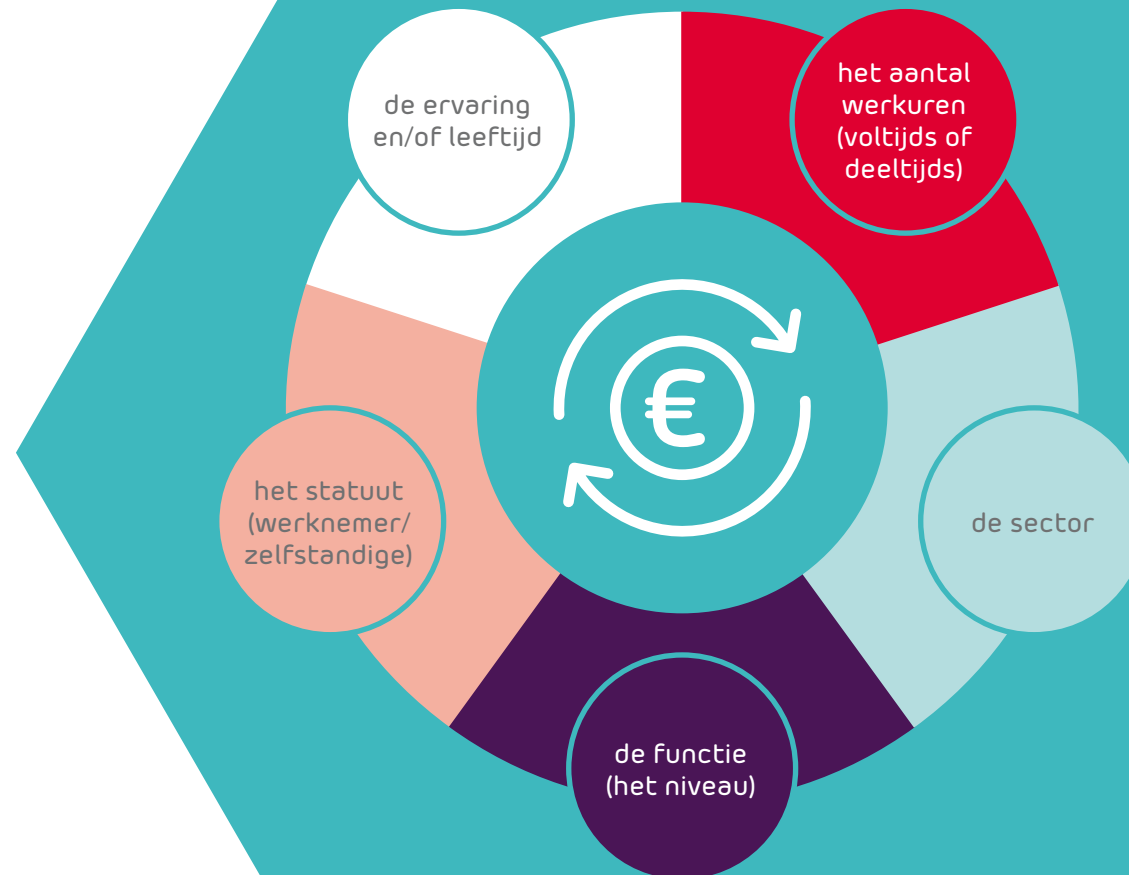 de ervaring
en/of leeftijd
het aantal
werkuren
(voltijds of
deeltijds)
het statuut
(werknemer/
zelfstandige)
€
de sector
de functie
(het niveau)